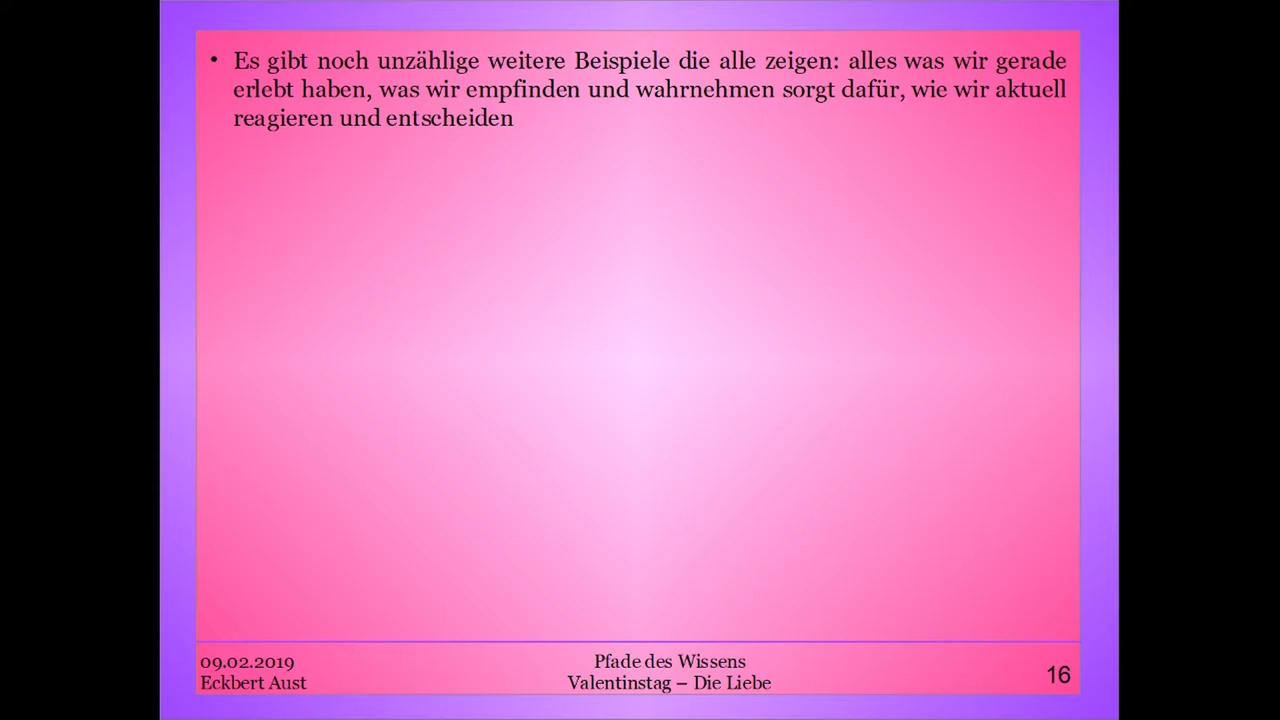 • Es gibt noch unzählige weitere Beispiele die alle zeigen: alles was wir gerade
erlebt haben, was wir empfinden und wahrnehmen sorgt dafür, wie wir aktuell
reagieren und entscheiden
09.02.2019
Eckbert Aust
Pfade des Wissens
Valentinstag – Die Liebe
16